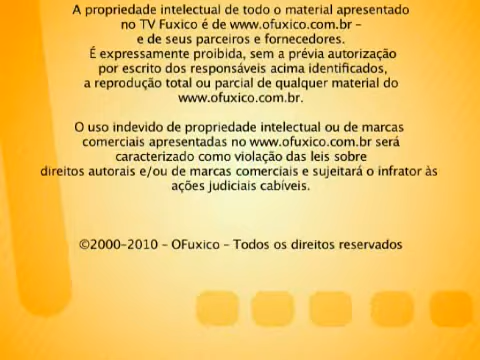 A propriedade intelectual de todo o material apresentado
no TV Fuxico é de www.ofuxico.com.br –
e de seus parceiros e fornecedores.
É expressamente proibida, sem a prévia autorização
por escrito dos responsáveis acima identificados,
a reprodução total ou parcial de qualquer material do
www.ofuxico.com.br.
O uso indevido de propriedade intelectual ou de marcas
comerciais apresentadas no www.ofuxico.com.br será
caracterizado como violação das leis sobre
direitos autorais e/ou de marcas comerciais e sujeitará o infrator às
ações judiciais cabíveis.
©2000-2010 – OFuxico – Todos os direitos reservados